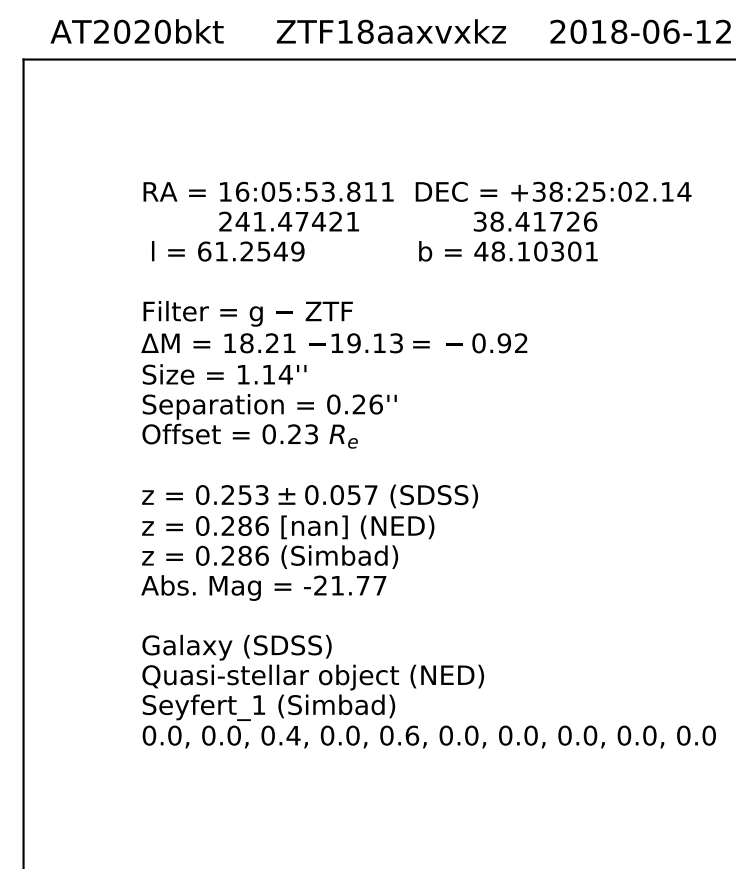 AT2020bkt ZTF18aaxvxkz 2018-06-12
RA = 16:05:53.811 DEC = +38:25:02.14
241.47421 38.41726
l = 61.2549 b = 48.10301
Filter = g − ZTF
ΔM = 18.21 −19.13 = − 0.92
Size = 1.14''
Separation = 0.26''
Offset = 0.23 Rₑ
z = 0.253 ± 0.057 (SDSS)
z = 0.286 [nan] (NED)
z = 0.286 (Simbad)
Abs. Mag = -21.77
Galaxy (SDSS)
Quasi-stellar object (NED)
Seyfert_1 (Simbad)
0.0, 0.0, 0.4, 0.0, 0.6, 0.0, 0.0, 0.0, 0.0, 0.0